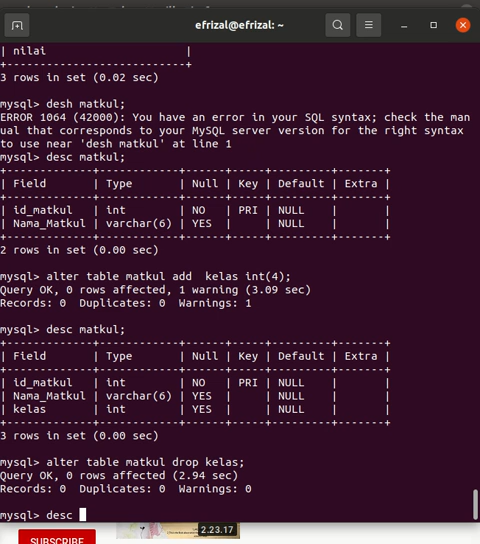 efrizal@efrizal: ~
| nilai                     |
+---------------------------+
3 rows in set (0.02 sec)
mysql> desh matkul;
ERROR 1064 (42000): You have an error in your SQL syntax; check the man
ual that corresponds to your MySQL server version for the right syntax
to use near 'desh matkul' at line 1
mysql> desc matkul;
+-------------+------------+------+-----+---------+-------+
| Field       | Type       | Null | Key | Default | Extra |
+-------------+------------+------+-----+---------+-------+
| id_matkul   | int        | NO   | PRI | NULL    |       |
| Nama_Matkul | varchar(6) | YES  |     | NULL    |       |
+-------------+------------+------+-----+---------+-------+
2 rows in set (0.00 sec)
mysql> alter table matkul add  kelas int(4);
Query OK, 0 rows affected, 1 warning (3.09 sec)
Records: 0  Duplicates: 0  Warnings: 1
mysql> desc matkul;
+-------------+------------+------+-----+---------+-------+
| Field       | Type       | Null | Key | Default | Extra |
+-------------+------------+------+-----+---------+-------+
| id_matkul   | int        | NO   | PRI | NULL    |       |
| Nama_Matkul | varchar(6) | YES  |     | NULL    |       |
| kelas       | int        | YES  |     | NULL    |       |
+-------------+------------+------+-----+---------+-------+
3 rows in set (0.00 sec)
mysql> alter table matkul drop kelas;
Query OK, 0 rows affected (2.94 sec)
Records: 0  Duplicates: 0  Warnings: 0
mysql> desc
2.23.17
SUBSCRIBE